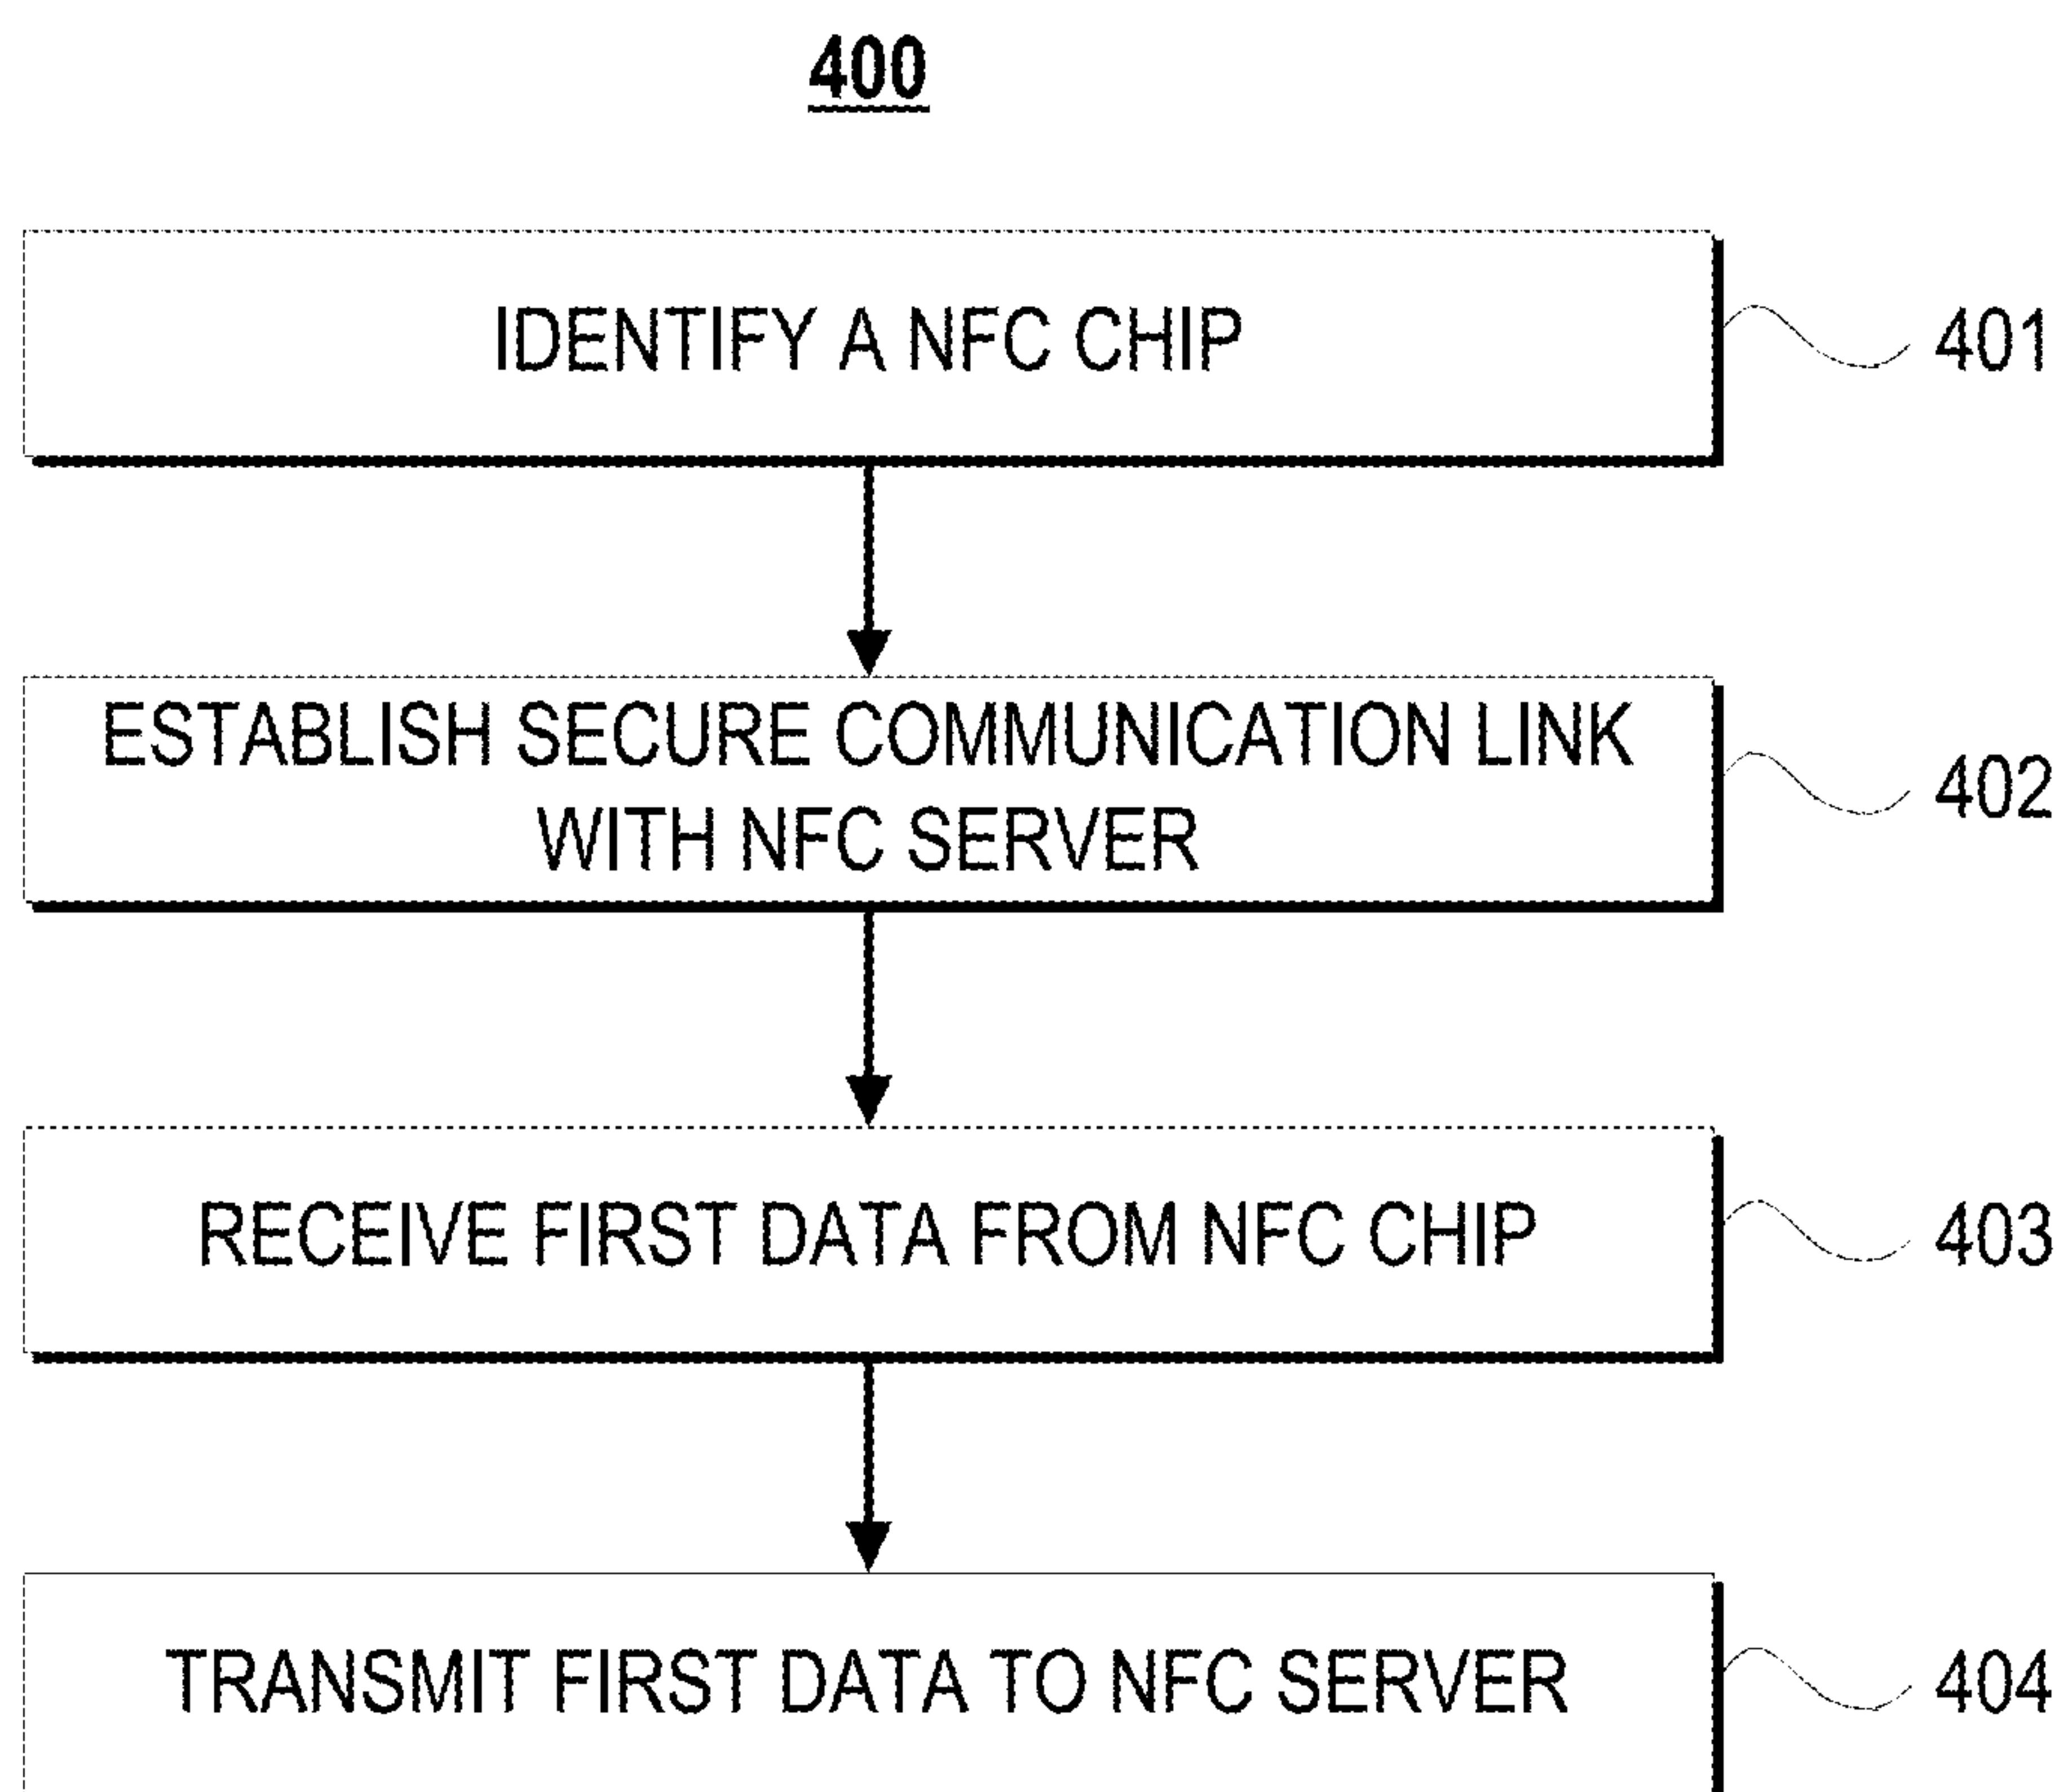 400
IDENTIFY A NFC CHIP
401
ESTABLISH SECURE COMMUNICATION LINK
WITH NFC SERVER
402
RECEIVE FIRST DATA FROM NFC CHIP
403
TRANSMIT FIRST DATA TO NFC SERVER
404